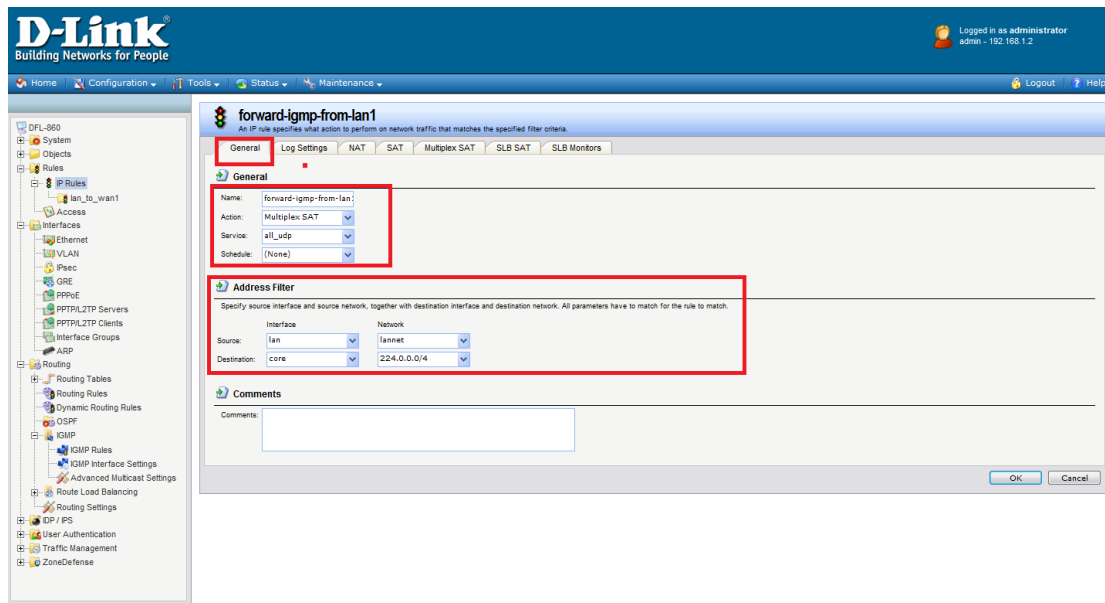 D-Link®
Building Networks for People
Logged in as administrator
admin - 192.168.1.2
Home Configuration Tools Status Maintenance Logout Help
DFL-860
System
Objects
Rules
IP Rules
lan_to_wan1
Access
Interfaces
Ethernet
VLAN
IPsec
GRE
PPPoE
PPTP/L2TP Servers
PPTP/L2TP Clients
Interface Groups
ARP
Routing
Routing Tables
Routing Rules
Dynamic Routing Rules
OSPF
IGMP
IGMP Rules
IGMP Interface Settings
Advanced Multicast Settings
Route Load Balancing
Routing Settings
IDP / IPS
User Authentication
Traffic Management
ZoneDefense
forward-igmp-from-lan1
An IP rule specifies what action to perform on network traffic that matches the specified filter criteria.
General Log Settings NAT SAT Multiplex SAT SLB SAT SLB Monitors
General
Name: forward-igmp-from-lan1
Action: Multiplex SAT
Service: all_udp
Schedule: (None)
Address Filter
Specify source interface and source network, together with destination interface and destination network. All parameters have to match for the rule to match.
Interface Network
Source: lan lannet
Destination: core 224.0.0.0/4
Comments
Comments:
OK Cancel